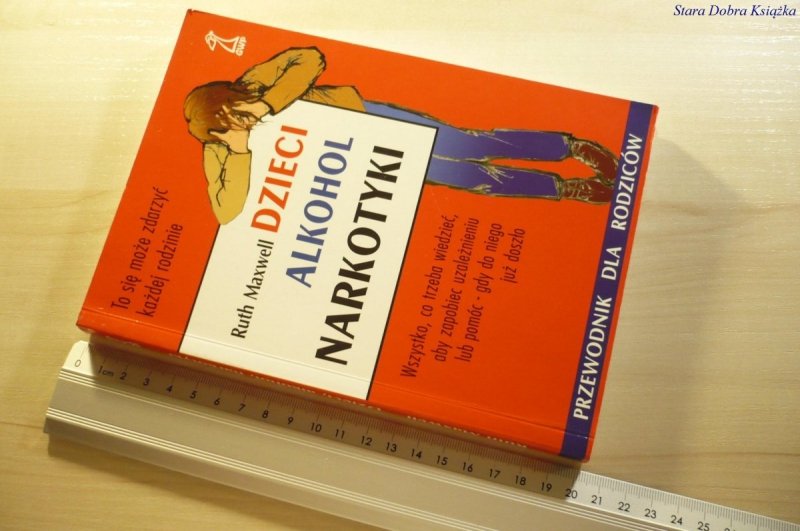 Stara Dobra Książka
GWP
To się może zdarzyć
każdej rodzinie
Ruth Maxwell
DZIECI
ALKOHOL
NARKOTYKI
Wszystko, co trzeba wiedzieć,
aby zapobiec uzależnieniu
lub pomóc - gdy do niego
już doszło
PRZEWODNIK DLA RODZICÓW
0 1cm 2 3 4 5 6 7 8 9 10 11 12 13 14 15 16 17 18 19 20 21 22 23 24 25